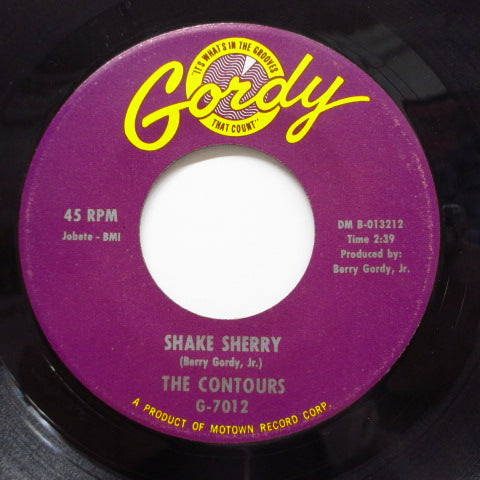 "IT'S WHAT'S IN THE GROOVES
Gordy
THAT COUNT"
45 RPM
Jobete - BMI
DM B-013212
Time 2:39
Produced by:
Berry Gordy, Jr.
SHAKE SHERRY
(Berry Gordy, Jr.)
THE CONTOURS
G-7012
A PRODUCT OF MOTOWN RECORD CORP.